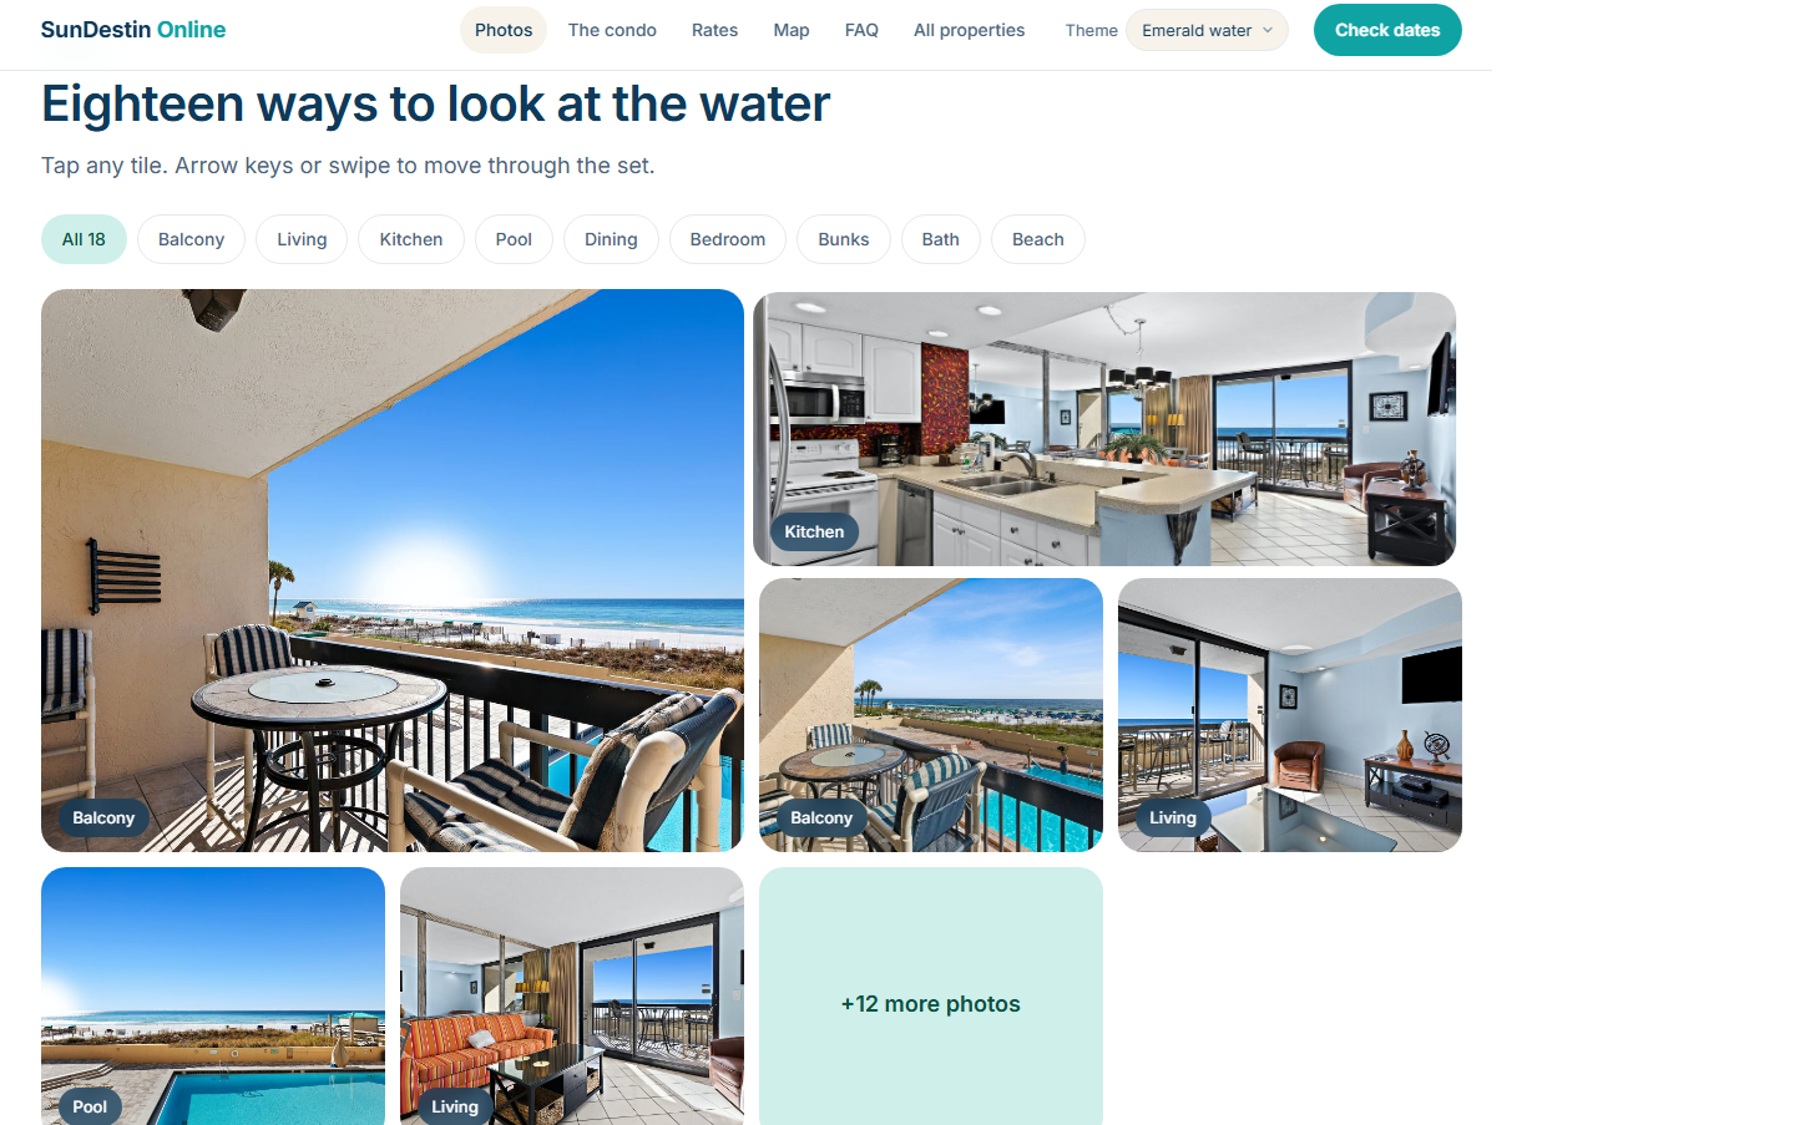 SunDestin Online
Photos
The condo
Rates
Map
FAQ
All properties
Theme
Emerald water
Check dates
Eighteen ways to look at the water
Tap any tile. Arrow keys or swipe to move through the set.
All 18
Balcony
Living
Kitchen
Pool
Dining
Bedroom
Bunks
Bath
Beach
Kitchen
Balcony
Balcony
Living
Pool
Living
+12 more photos